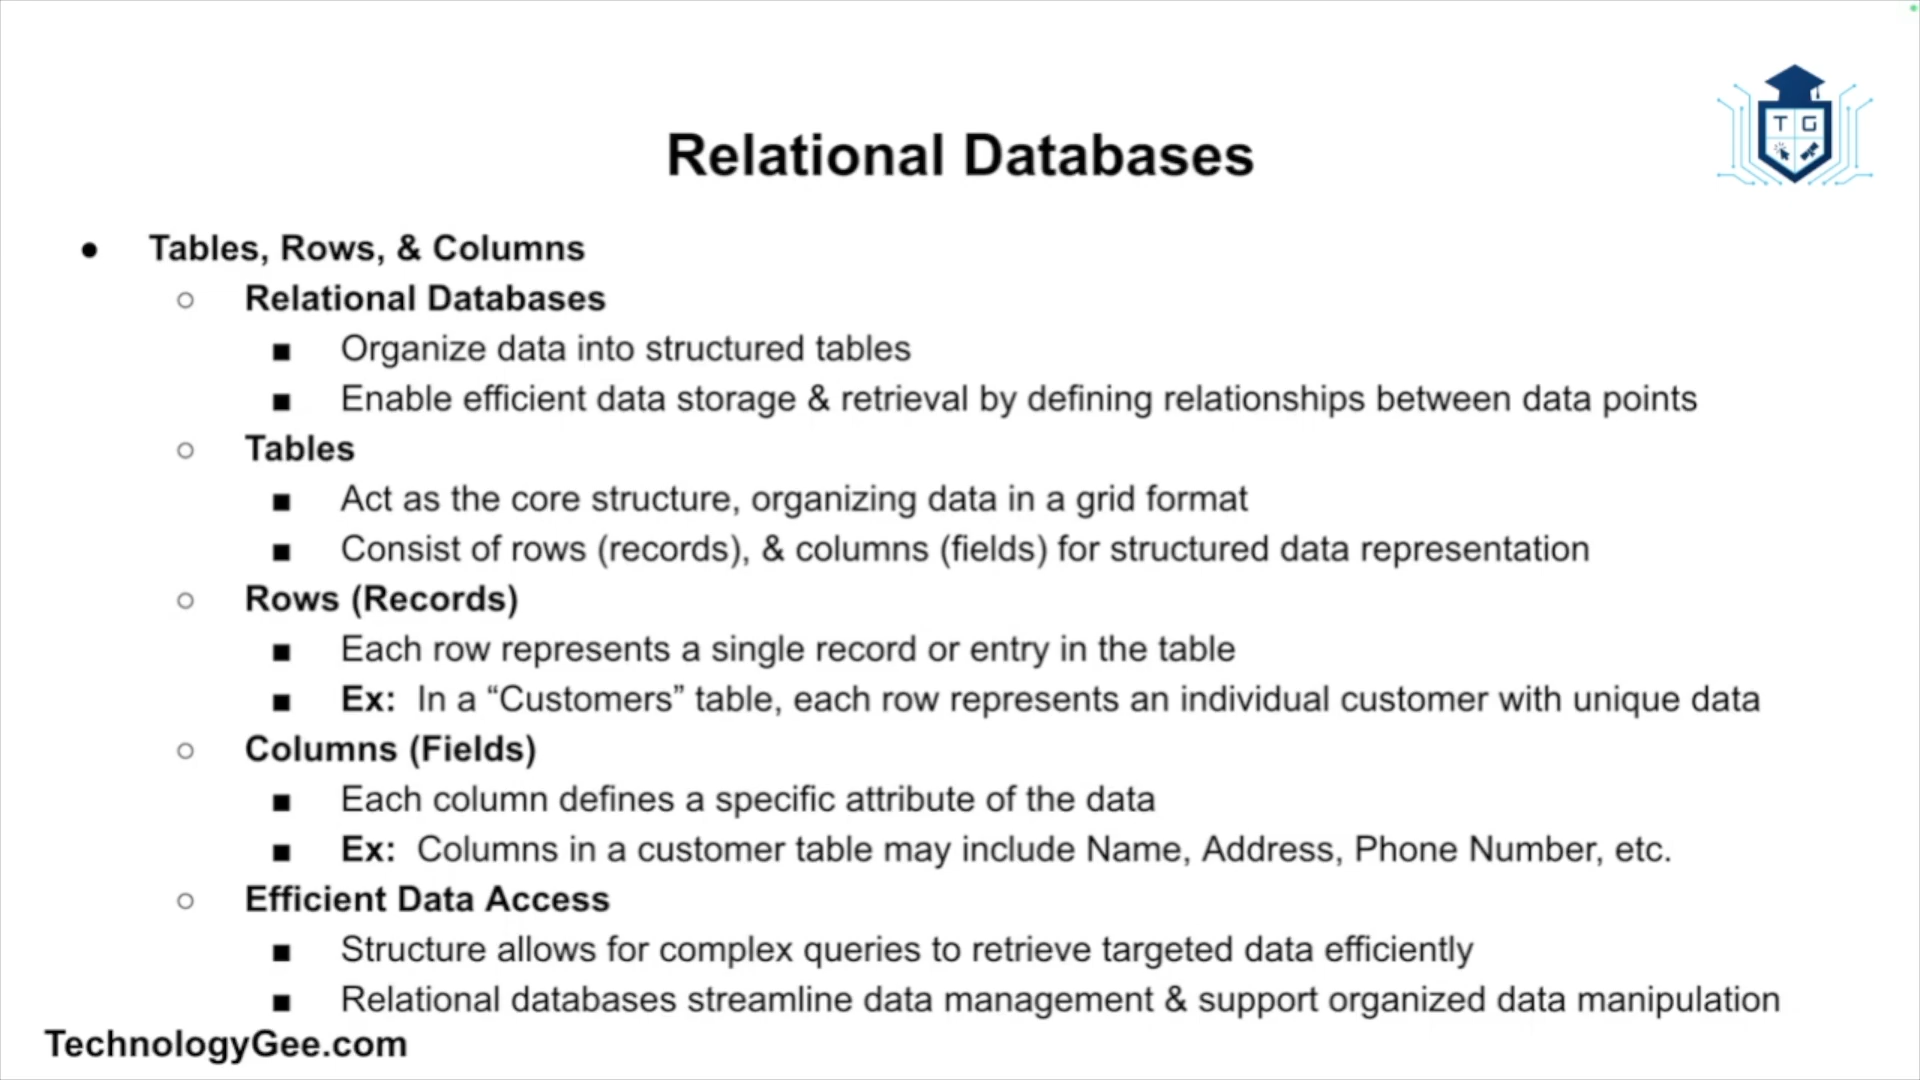 T G
Relational Databases
● Tables, Rows, & Columns
○ Relational Databases
■ Organize data into structured tables
■ Enable efficient data storage & retrieval by defining relationships between data points
○ Tables
■ Act as the core structure, organizing data in a grid format
■ Consist of rows (records), & columns (fields) for structured data representation
○ Rows (Records)
■ Each row represents a single record or entry in the table
■ Ex: In a “Customers” table, each row represents an individual customer with unique data
○ Columns (Fields)
■ Each column defines a specific attribute of the data
■ Ex: Columns in a customer table may include Name, Address, Phone Number, etc.
○ Efficient Data Access
■ Structure allows for complex queries to retrieve targeted data efficiently
■ Relational databases streamline data management & support organized data manipulation
TechnologyGee.com